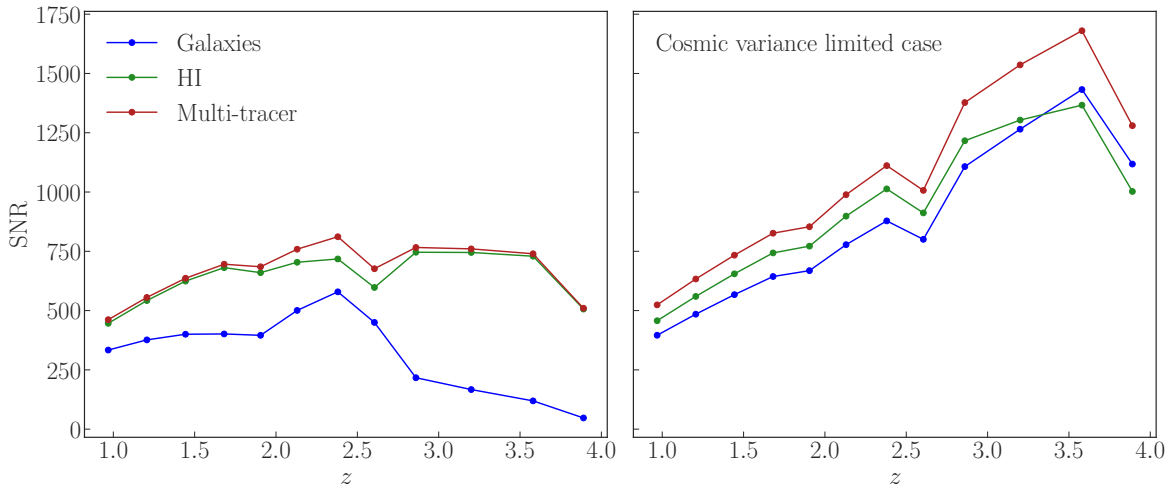 1750
1500
1250
1000
750
500
250
0
SNR
Galaxies
HI
Multi-tracer
1.0 1.5 2.0 2.5 3.0 3.5 4.0
z
Cosmic variance limited case
1.0 1.5 2.0 2.5 3.0 3.5 4.0
z